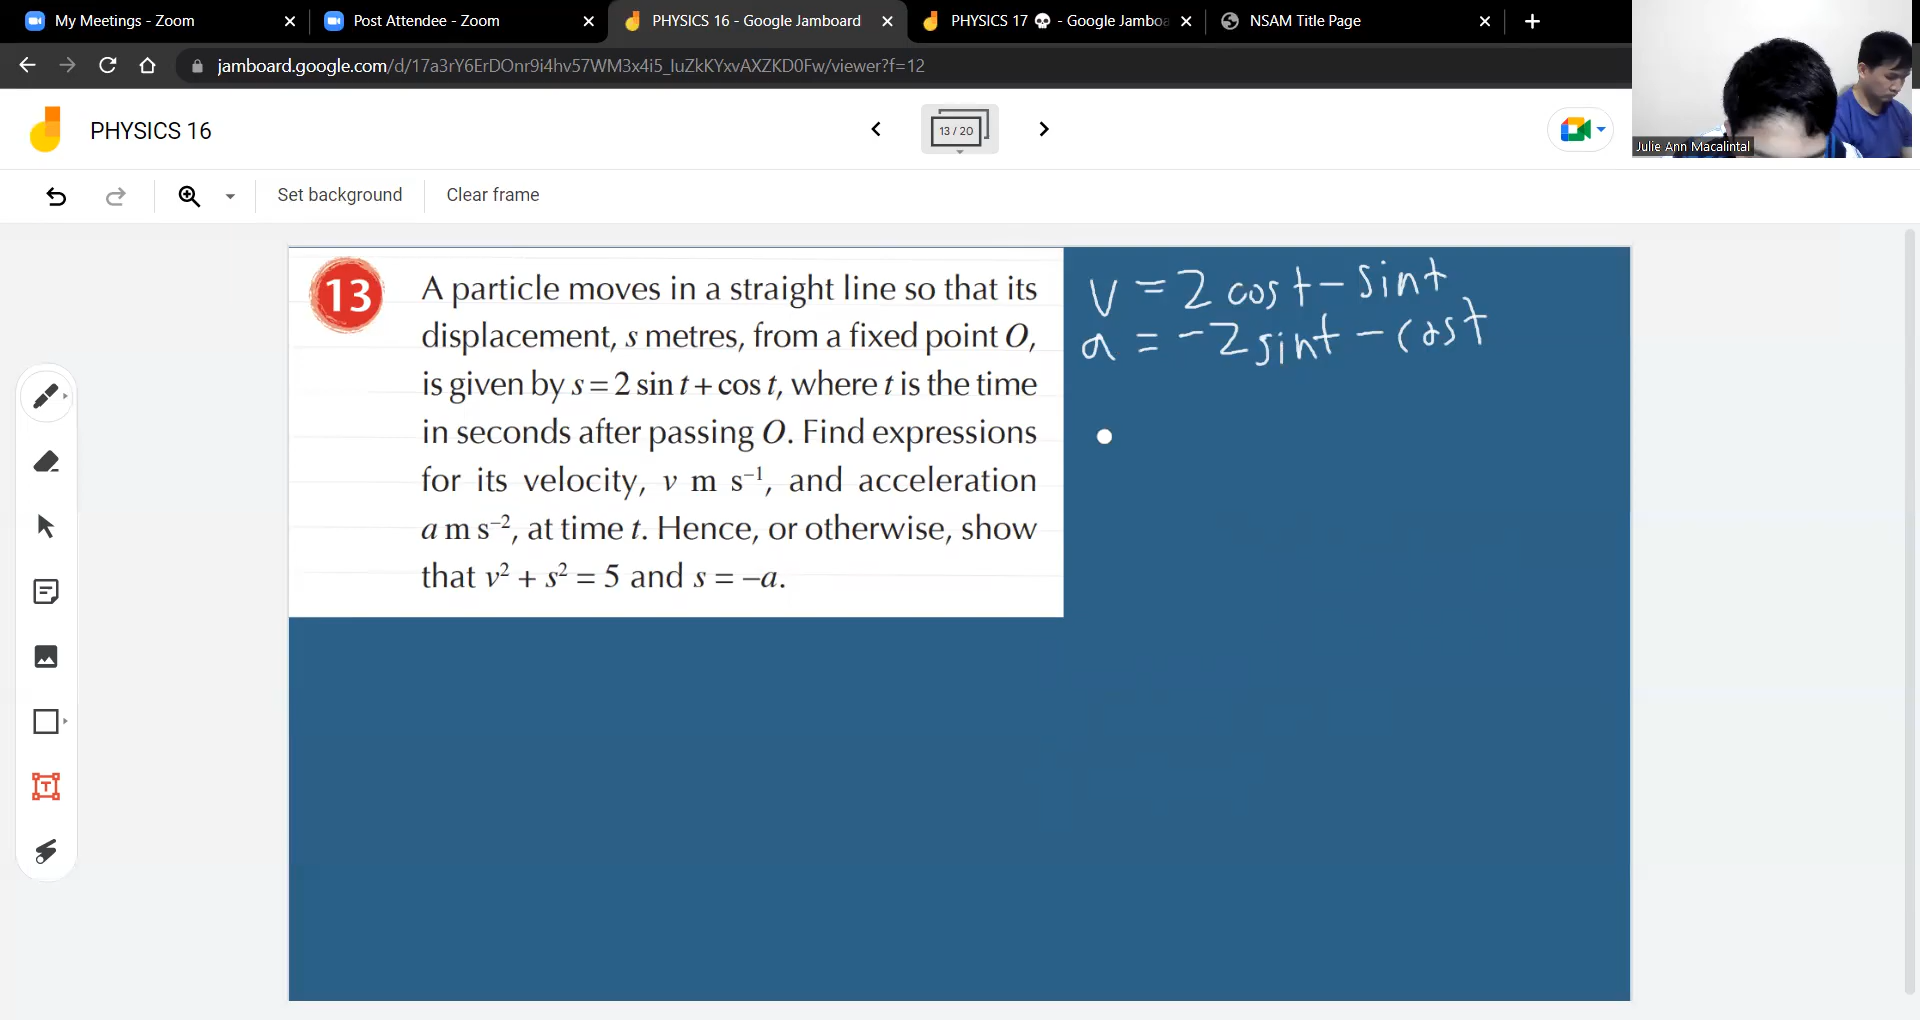 My Meetings - Zoom
Post Attendee - Zoom
PHYSICS 16 - Google Jamboard
PHYSICS 17 💀 - Google Jamboa
NSAM Title Page
jamboard.google.com/d/17a3rY6ErDOnr9i4hv57WM3x4i5_IuZkKYxvAXZKD0Fw/viewer?f=12
PHYSICS 16
13 / 20
Julie Ann Macalintal
Set background
Clear frame
13
A particle moves in a straight line so that its
displacement, s metres, from a fixed point O,
is given by s = 2 sin t + cos t, where t is the time
in seconds after passing O. Find expressions
for its velocity, v m s⁻¹, and acceleration
a m s⁻², at time t. Hence, or otherwise, show
that v² + s² = 5 and s = –a.
v = 2 cos t - sin t
a = -2 sin t - cos t